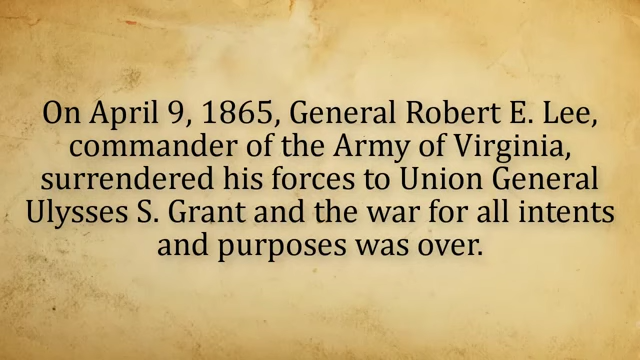 On April 9, 1865, General Robert E. Lee,
commander of the Army of Virginia,
surrendered his forces to Union General
Ulysses S. Grant and the war for all intents
and purposes was over.